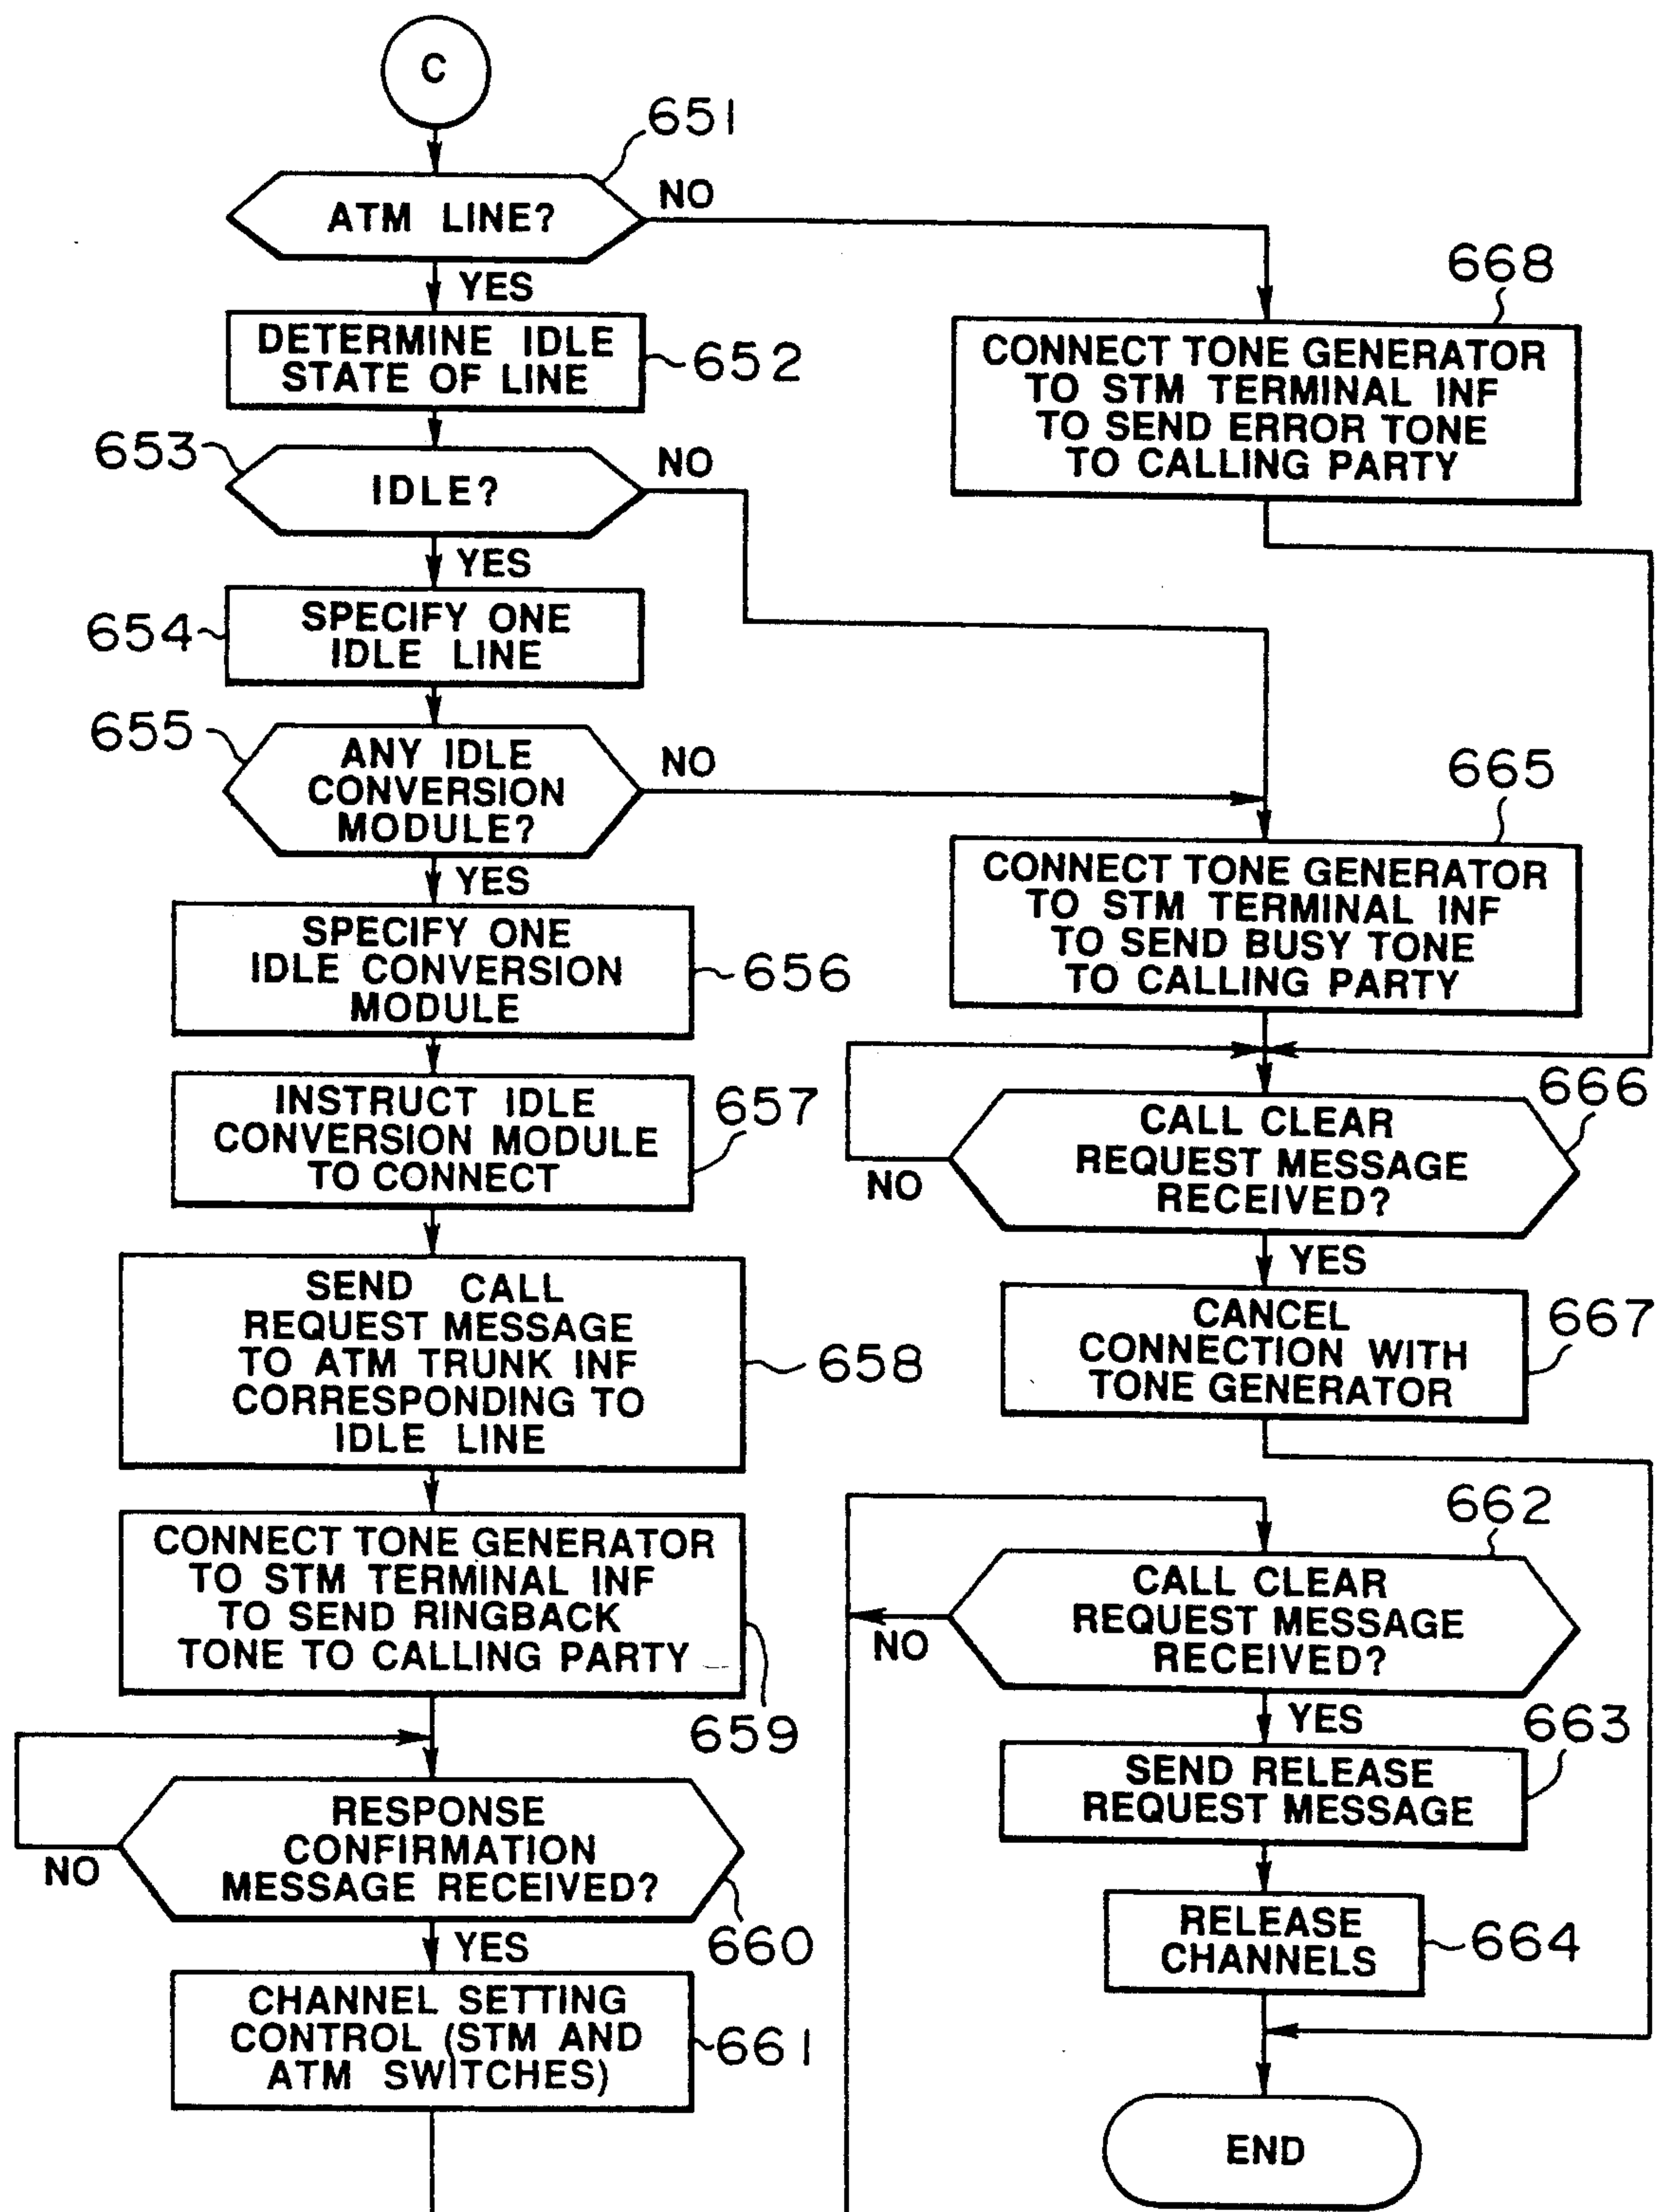 C
651
ATM LINE?
NO
YES
DETERMINE IDLE
STATE OF LINE
652
653
IDLE?
NO
YES
654
SPECIFY ONE
IDLE LINE
655
ANY IDLE
CONVERSION
MODULE?
NO
YES
SPECIFY ONE
IDLE CONVERSION
MODULE
656
INSTRUCT IDLE
CONVERSION MODULE
TO CONNECT
657
SEND CALL
REQUEST MESSAGE
TO ATM TRUNK INF
CORRESPONDING TO
IDLE LINE
658
CONNECT TONE GENERATOR
TO STM TERMINAL INF
TO SEND RINGBACK
TONE TO CALLING PARTY
659
RESPONSE
CONFIRMATION
MESSAGE RECEIVED?
NO
660
YES
CHANNEL SETTING
CONTROL (STM AND
ATM SWITCHES)
661
668
CONNECT TONE GENERATOR
TO STM TERMINAL INF
TO SEND ERROR TONE
TO CALLING PARTY
665
CONNECT TONE GENERATOR
TO STM TERMINAL INF
TO SEND BUSY TONE
TO CALLING PARTY
666
CALL CLEAR
REQUEST MESSAGE
RECEIVED?
NO
YES
CANCEL
CONNECTION WITH
TONE GENERATOR
667
662
CALL CLEAR
REQUEST MESSAGE
RECEIVED?
NO
YES
663
SEND RELEASE
REQUEST MESSAGE
RELEASE
CHANNELS
664
END